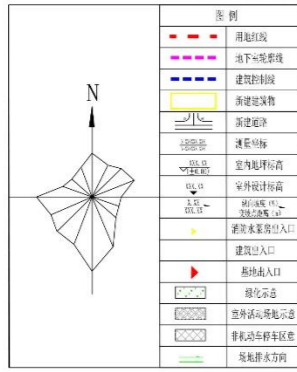 图 例
N
用地红线
地下室轮廓线
建筑控制线
新建建筑物
新建道路
测量坐标
室内地坪标高
室外设计标高
消防水泵房出入口
建筑出入口
基地出入口
绿化示意
室外活动场地示意
非机动车停车区意
场地排水方向